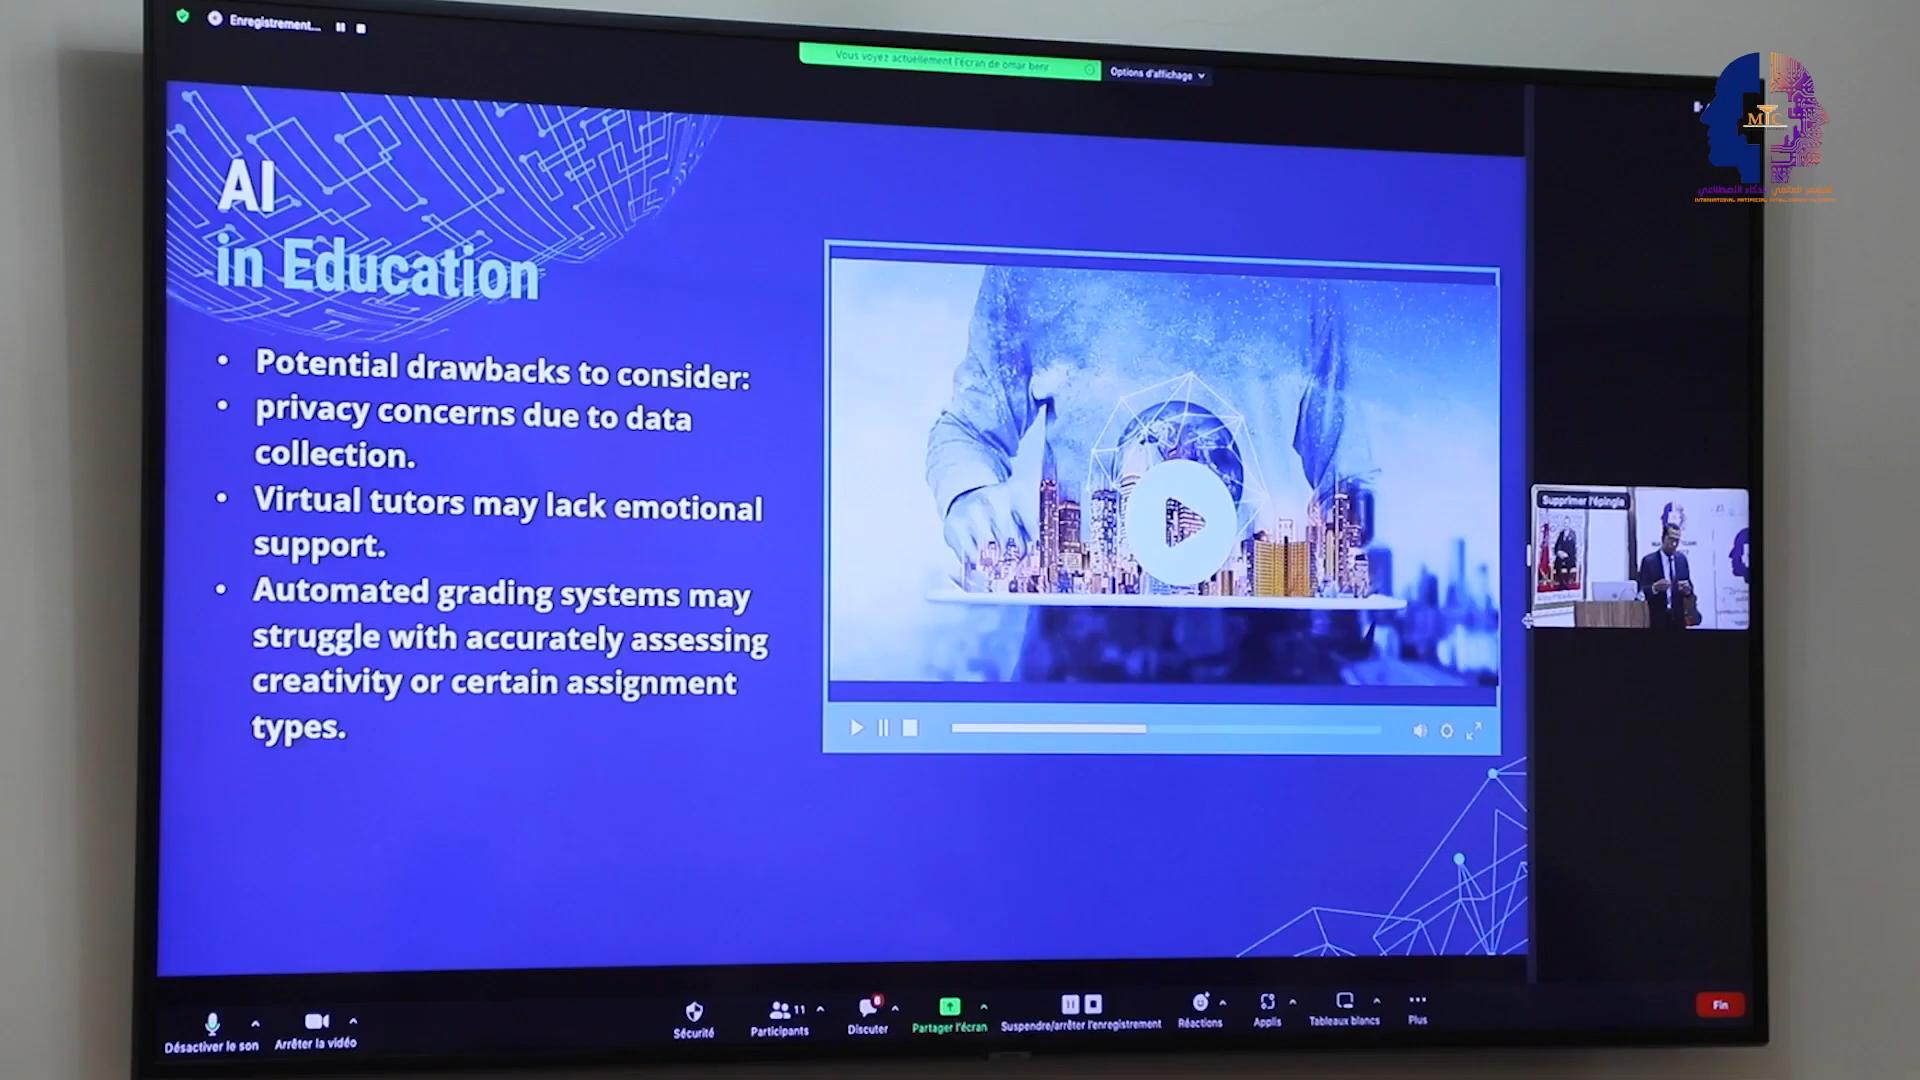 Enregistrement...
Vous voyez actuellement l'écran de omar benr
Options d'affichage
MTC
AI
in Education
• Potential drawbacks to consider:
• privacy concerns due to data
collection.
• Virtual tutors may lack emotional
support.
• Automated grading systems may
struggle with accurately assessing
creativity or certain assignment
types.
Supprimer l'épingle
Désactiver le son
Arrêter la vidéo
Sécurité
11
Participants
6
Discuter
Partager l'écran
Suspendre/arrêter l'enregistrement
Réactions
Applis
Tableaux blancs
Plus
Fin